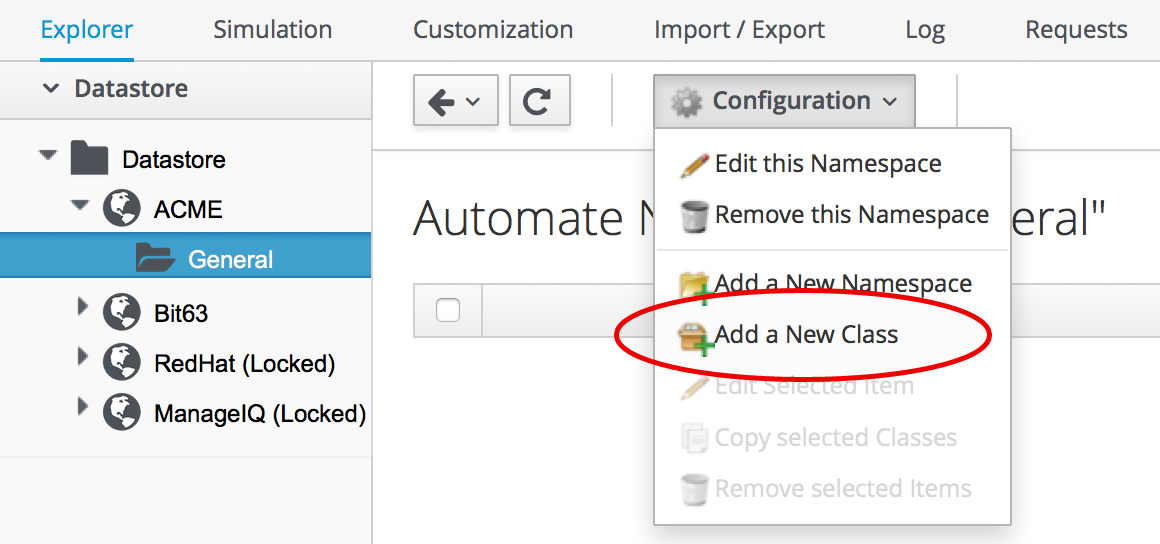 Explorer Simulation Customization Import / Export Log Requests
Datastore
Configuration
Datastore
ACME
General
Bit63
RedHat (Locked)
ManageIQ (Locked)
Automate N eral"
Edit this Namespace
Remove this Namespace
Add a New Namespace
Add a New Class
Edit Selected Item
Copy selected Classes
Remove selected Items